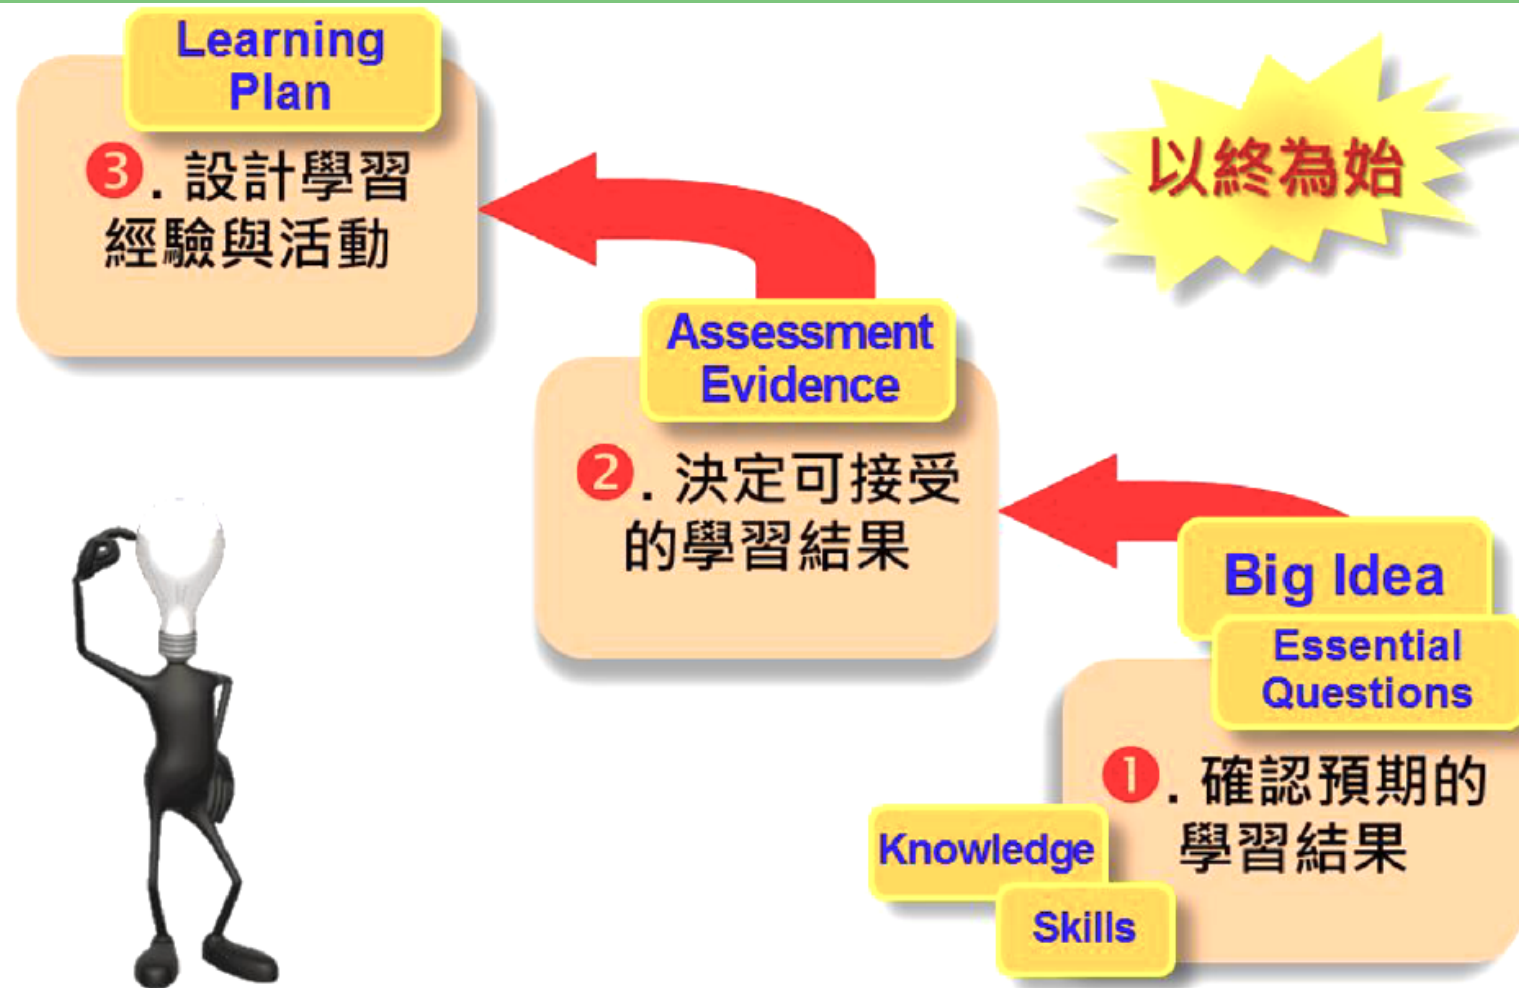 Learning
Plan
❸. 設計學習
經驗與活動
以終為始
Assessment
Evidence
❷. 決定可接受
的學習結果
Big Idea
Essential
Questions
❶. 確認預期的
學習結果
Knowledge
Skills